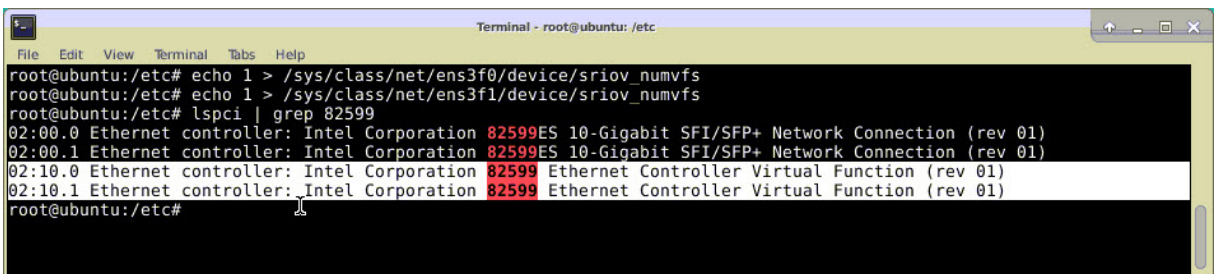 Terminal - root@ubuntu: /etc
File Edit View Terminal Tabs Help
root@ubuntu:/etc# echo 1 > /sys/class/net/ens3f0/device/sriov_numvfs
root@ubuntu:/etc# echo 1 > /sys/class/net/ens3f1/device/sriov_numvfs
root@ubuntu:/etc# lspci | grep 82599
02:00.0 Ethernet controller: Intel Corporation 82599ES 10-Gigabit SFI/SFP+ Network Connection (rev 01)
02:00.1 Ethernet controller: Intel Corporation 82599ES 10-Gigabit SFI/SFP+ Network Connection (rev 01)
02:10.0 Ethernet controller: Intel Corporation 82599 Ethernet Controller Virtual Function (rev 01)
02:10.1 Ethernet controller: Intel Corporation 82599 Ethernet Controller Virtual Function (rev 01)
root@ubuntu:/etc#